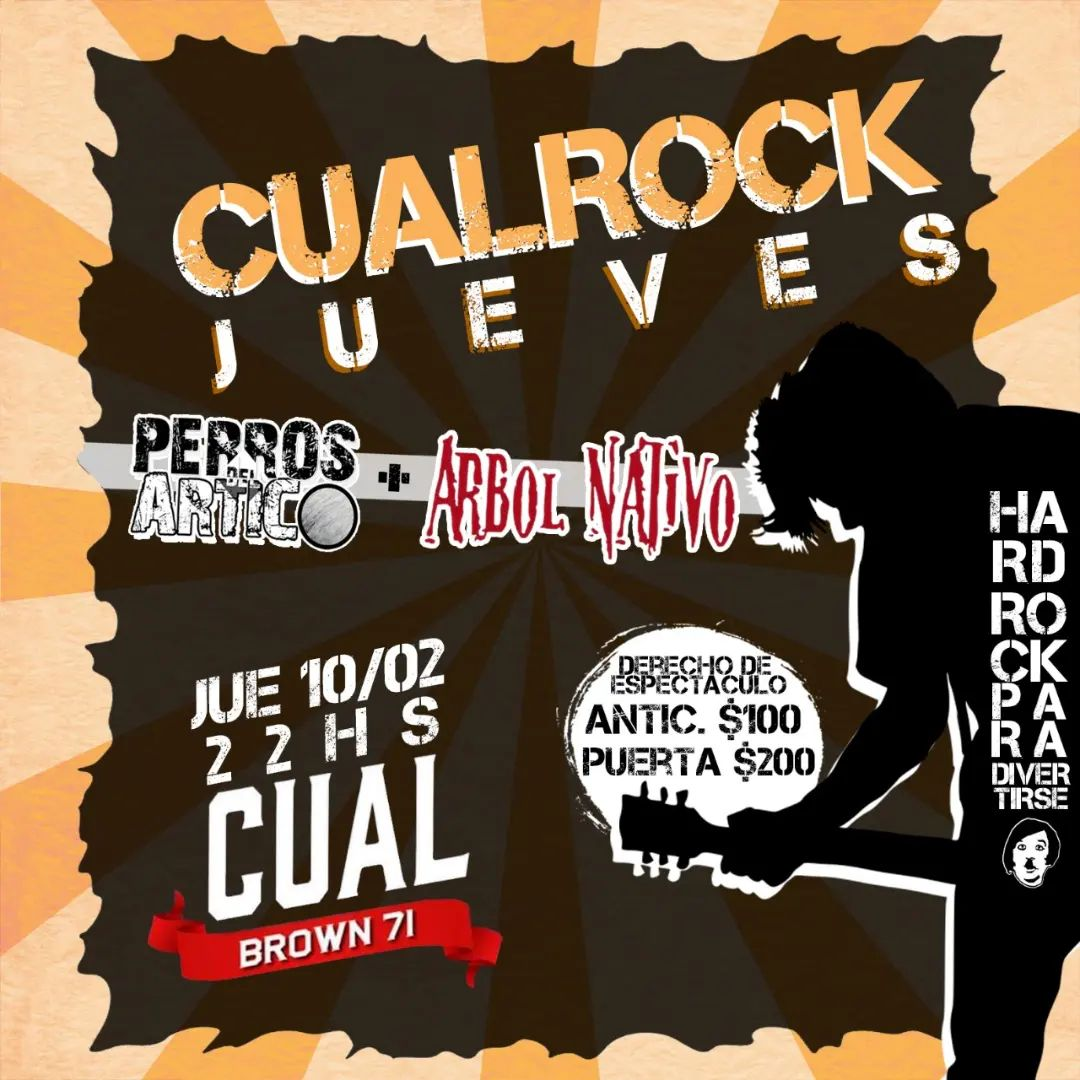 CUALROCK
JUEVES
PERROS
DEL
ARTICO
+
ARBOL NATIVO
JUE 10/02
22HS
CUAL
BROWN 71
DERECHO DE
ESPECTACULO
ANTIC. $100
PUERTA $200
HA
RD
RO
CK
PA
RA
DIVER
TIRSE